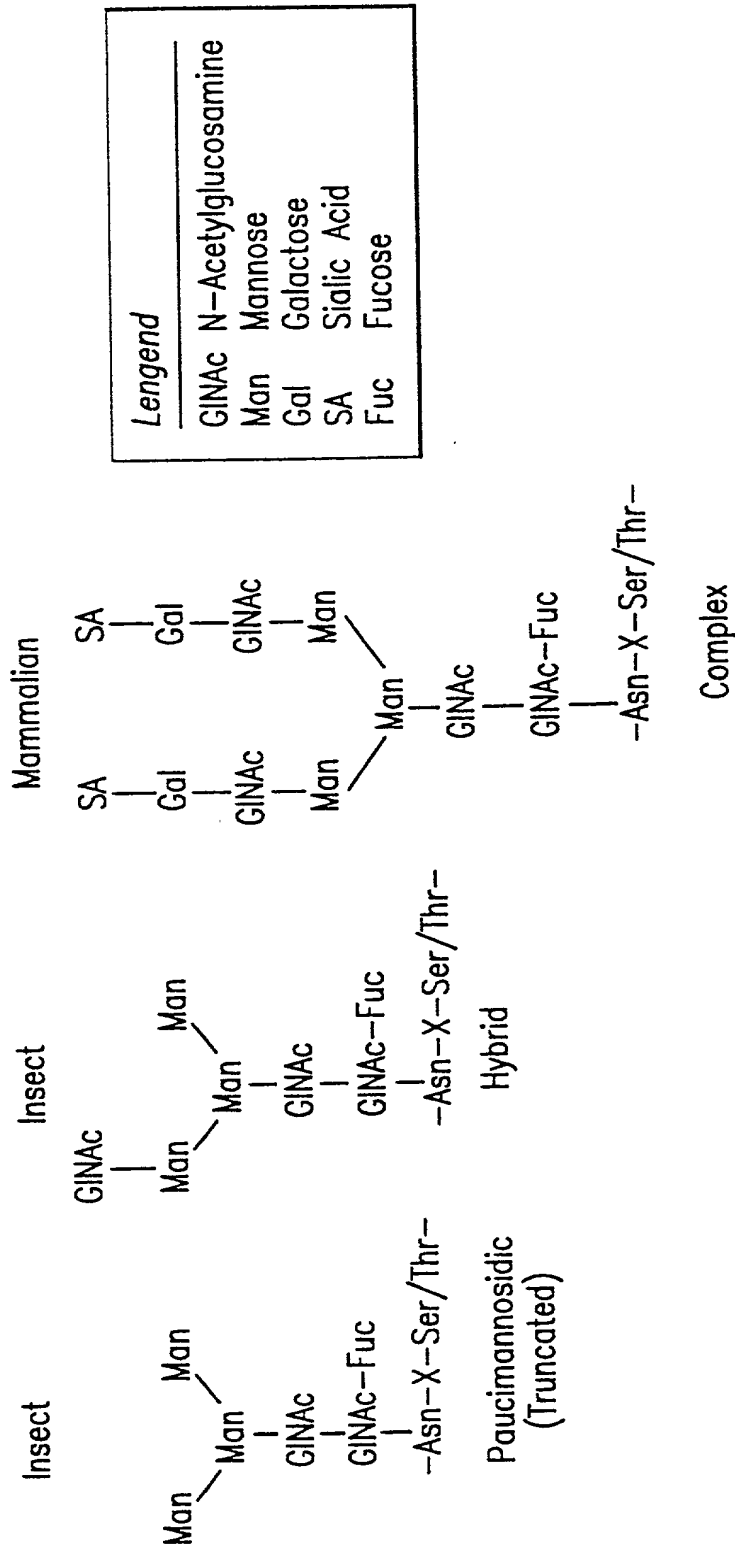 Insect
Man Man
Man
GlNAc
GlNAc–Fuc
–Asn–X–Ser/Thr–
Paucimannosidic
(Truncated)
Insect
GlNAc
Man Man
Man
GlNAc
GlNAc–Fuc
–Asn–X–Ser/Thr–
Hybrid
Mammalian
SA SA
Gal Gal
GlNAc GlNAc
Man Man
Man
GlNAc
GlNAc–Fuc
–Asn–X–Ser/Thr–
Complex
Lengend
GlNAc N–Acetylglucosamine
Man Mannose
Gal Galactose
SA Sialic Acid
Fuc Fucose